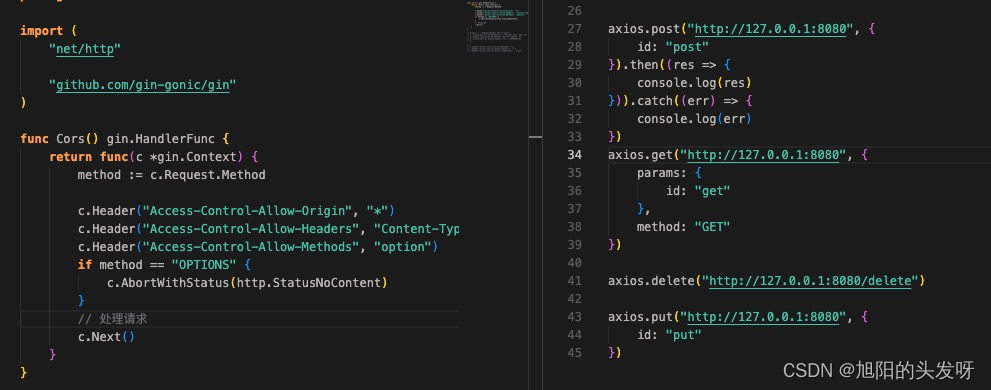 import (
"net/http"
"github.com/gin-gonic/gin"
)
func Cors() gin.HandlerFunc {
return func(c *gin.Context) {
method := c.Request.Method
c.Header("Access-Control-Allow-Origin", "*")
c.Header("Access-Control-Allow-Headers", "Content-Typ
c.Header("Access-Control-Allow-Methods", "option")
if method == "OPTIONS" {
c.AbortWithStatus(http.StatusNoContent)
}
// 处理请求
c.Next()
}
}
26
27 axios.post("http://127.0.0.1:8080", {
28 id: "post"
29 }).then((res => {
30 console.log(res)
31 })).catch((err) => {
32 console.log(err)
33 })
34 axios.get("http://127.0.0.1:8080", {
35 params: {
36 id: "get"
37 },
38 method: "GET"
39 })
40
41 axios.delete("http://127.0.0.1:8080/delete")
42
43 axios.put("http://127.0.0.1:8080", {
44 id: "put"
45 })
CSDN @旭阳的头发呀